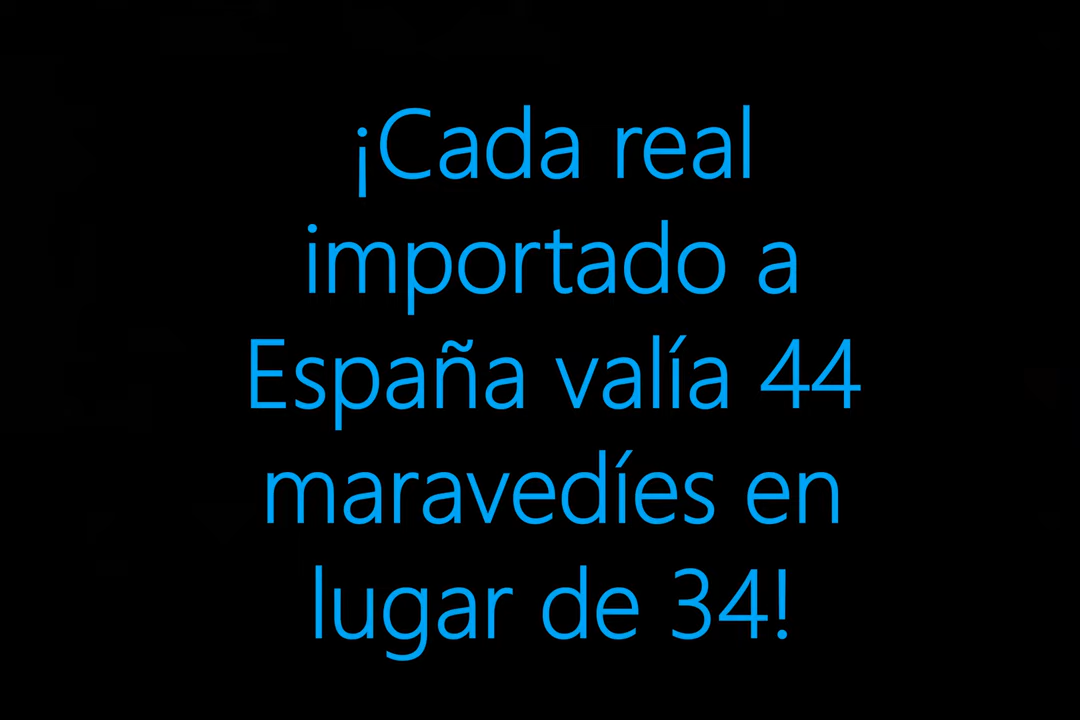 ¡Cada real
importado a
España valía 44
maravedíes en
lugar de 34!